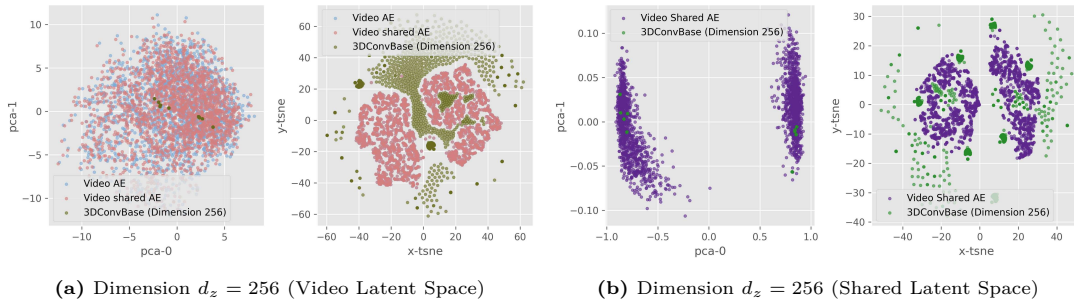 10
5
0
−5
−10
pca-1
Video AE
Video shared AE
3DConvBase (Dimension 256)
−10
−5
0
5
pca-0
60
40
20
0
−20
−40
−60
y-tsne
Video AE
Video shared AE
3DConvBase (Dimension 256)
−60
−40
−20
0
20
40
60
x-tsne
0.10
0.05
0.00
−0.05
−0.10
pca-1
Video Shared AE
3DConvBase (Dimension 256)
−1.0
−0.5
0.0
0.5
1.0
pca-0
30
20
10
0
−10
−20
−30
−40
y-tsne
Video Shared AE
3DConvBase (Dimension 256)
−40
−20
0
20
40
x-tsne
(a) Dimension d_z = 256 (Video Latent Space)
(b) Dimension d_z = 256 (Shared Latent Space)